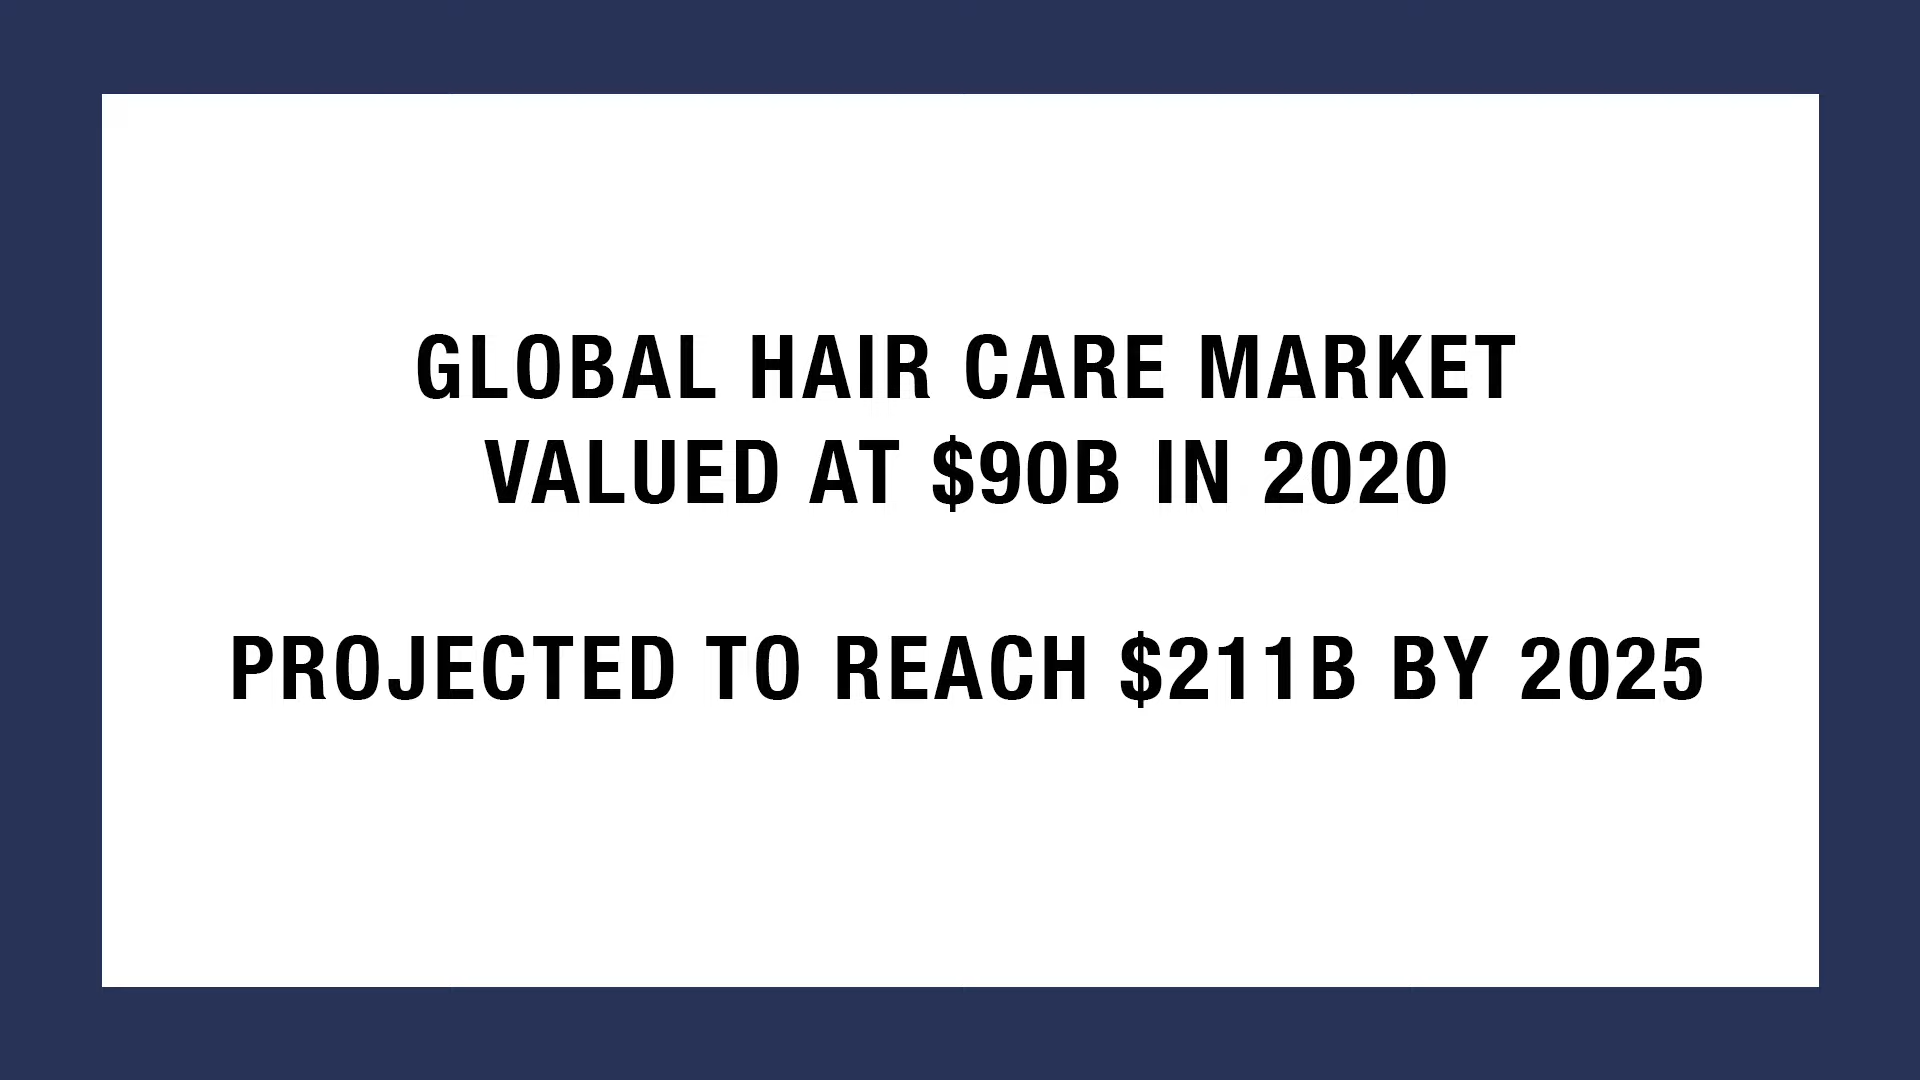 GLOBAL HAIR CARE MARKET
VALUED AT $90B IN 2020
PROJECTED TO REACH $211B BY 2025